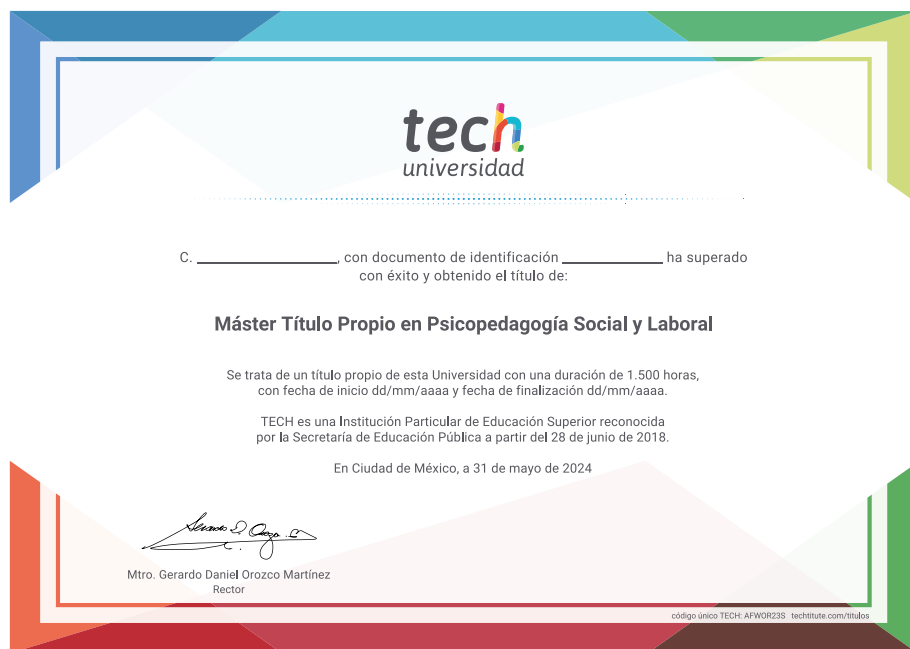 tech
universidad
C. _________________, con documento de identificación ____________ ha superado
con éxito y obtenido el título de:
Máster Título Propio en Psicopedagogía Social y Laboral
Se trata de un título propio de esta Universidad con una duración de 1.500 horas,
con fecha de inicio dd/mm/aaaa y fecha de finalización dd/mm/aaaa.
TECH es una Institución Particular de Educación Superior reconocida
por la Secretaría de Educación Pública a partir del 28 de junio de 2018.
En Ciudad de México, a 31 de mayo de 2024
Mtro. Gerardo Daniel Orozco Martínez
Rector
código único TECH: AFWOR23S techtitute.com/titulos